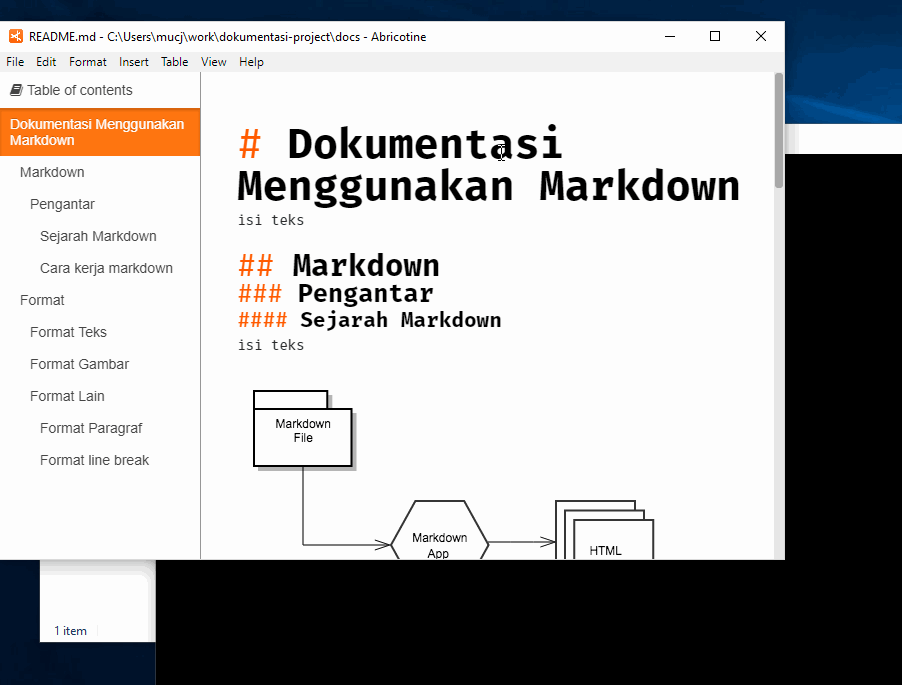 README.md - C:\Users\mucj\work\dokumentasi-project\docs - Abricotine
File Edit Format Insert Table View Help
Table of contents
Dokumentasi Menggunakan
Markdown
Markdown
Pengantar
Sejarah Markdown
Cara kerja markdown
Format
Format Teks
Format Gambar
Format Lain
Format Paragraf
Format line break
# Dokumentasi
Menggunakan Markdown
isi teks
## Markdown
### Pengantar
#### Sejarah Markdown
isi teks
Markdown
File
Markdown
App
HTML
1 item